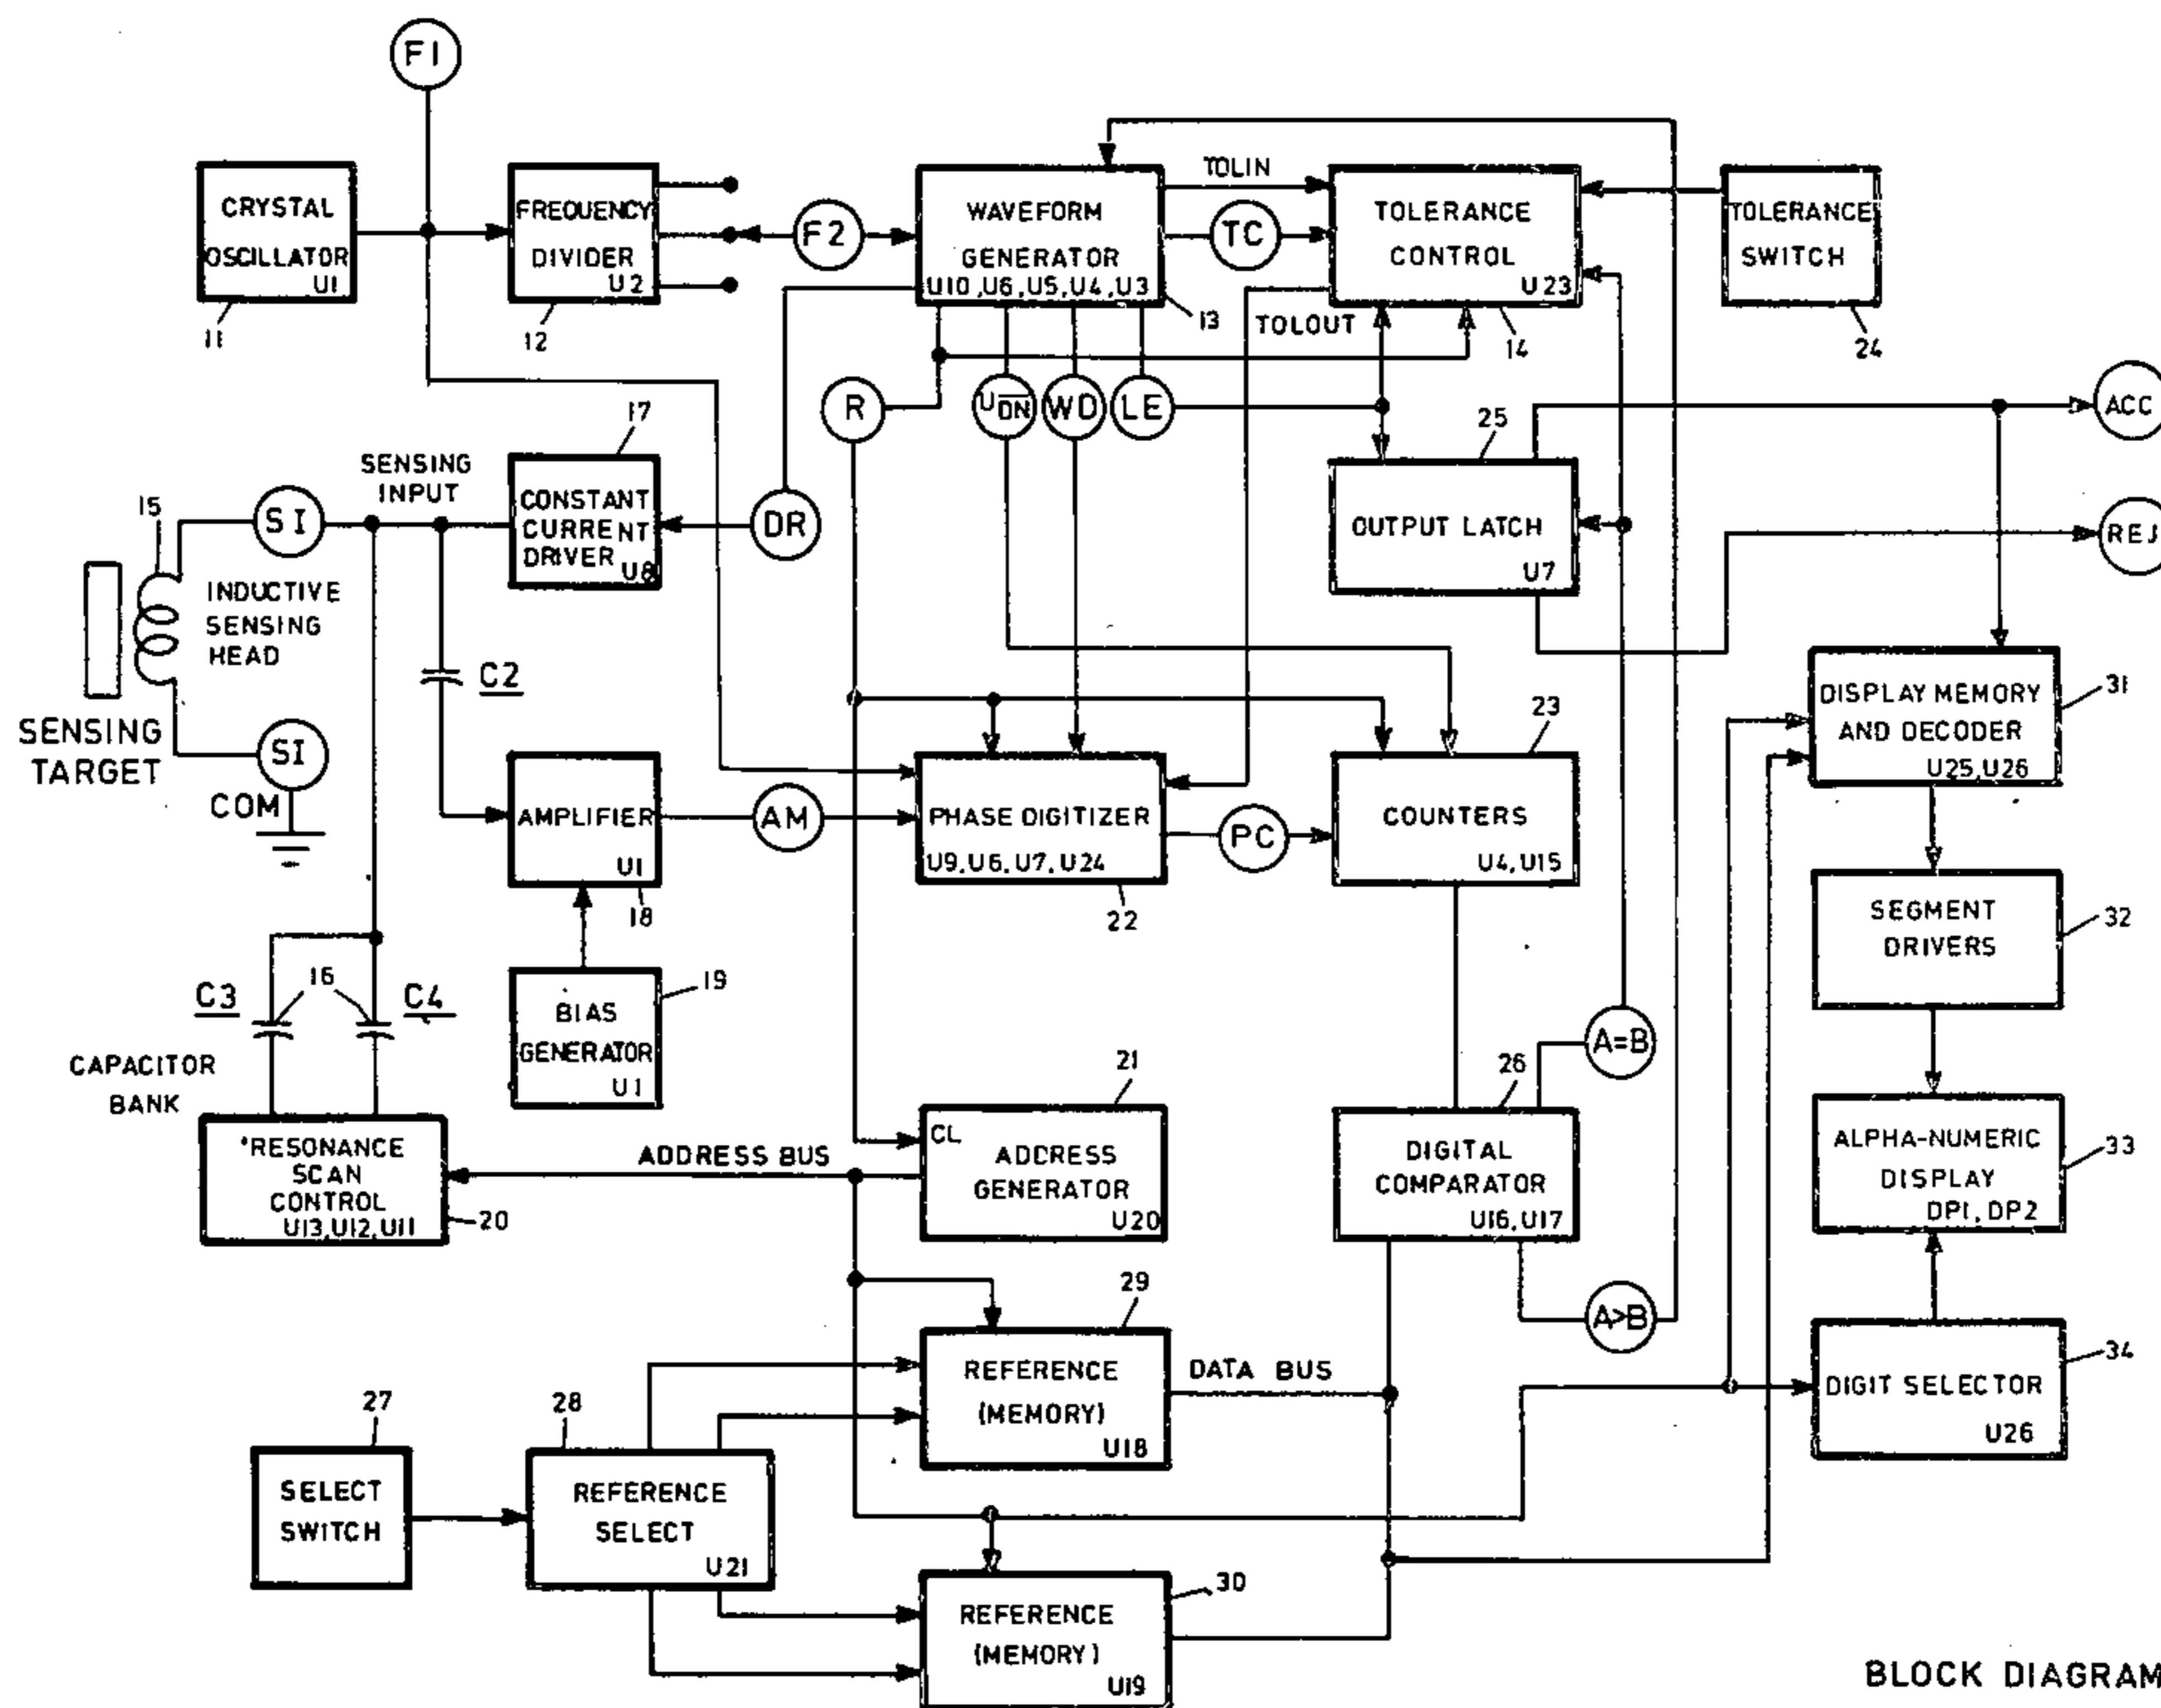 F1
CRYSTAL
OSCILLATOR
U1
11
FREQUENCY
DIVIDER
U2
12
F2
WAVEFORM
GENERATOR
U10,U6,U5,U4,U3
13
TOLIN
TC
TOLOUT
TOLERANCE
CONTROL
U23
14
TOLERANCE
SWITCH
24
R
UDN
WD
LE
ACC
REJ
17
CONSTANT
CURRENT
DRIVER
U8
DR
25
OUTPUT LATCH
U7
SENSING
INPUT
15
SI
INDUCTIVE
SENSING
HEAD
SENSING
TARGET
SI
COM
C2
AMPLIFIER
U1
18
AM
PHASE DIGITIZER
U9,U6,U7,U24
22
PC
23
COUNTERS
U4,U15
DISPLAY MEMORY
AND DECODER
U25,U26
31
SEGMENT
DRIVERS
32
BIAS
GENERATOR
U1
19
C3
16
C4
CAPACITOR
BANK
RESONANCE
SCAN
CONTROL
U13,U12,U11
20
ADDRESS BUS
21
CL
ADDRESS
GENERATOR
U20
26
DIGITAL
COMPARATOR
U16,U17
A=B
A>B
ALPHA-NUMERIC
DISPLAY
DP1, DP2
33
29
REFERENCE
(MEMORY)
U18
DATA BUS
DIGIT SELECTOR
U26
34
27
SELECT
SWITCH
28
REFERENCE
SELECT
U21
30
REFERENCE
(MEMORY)
U19
BLOCK DIAGRAM